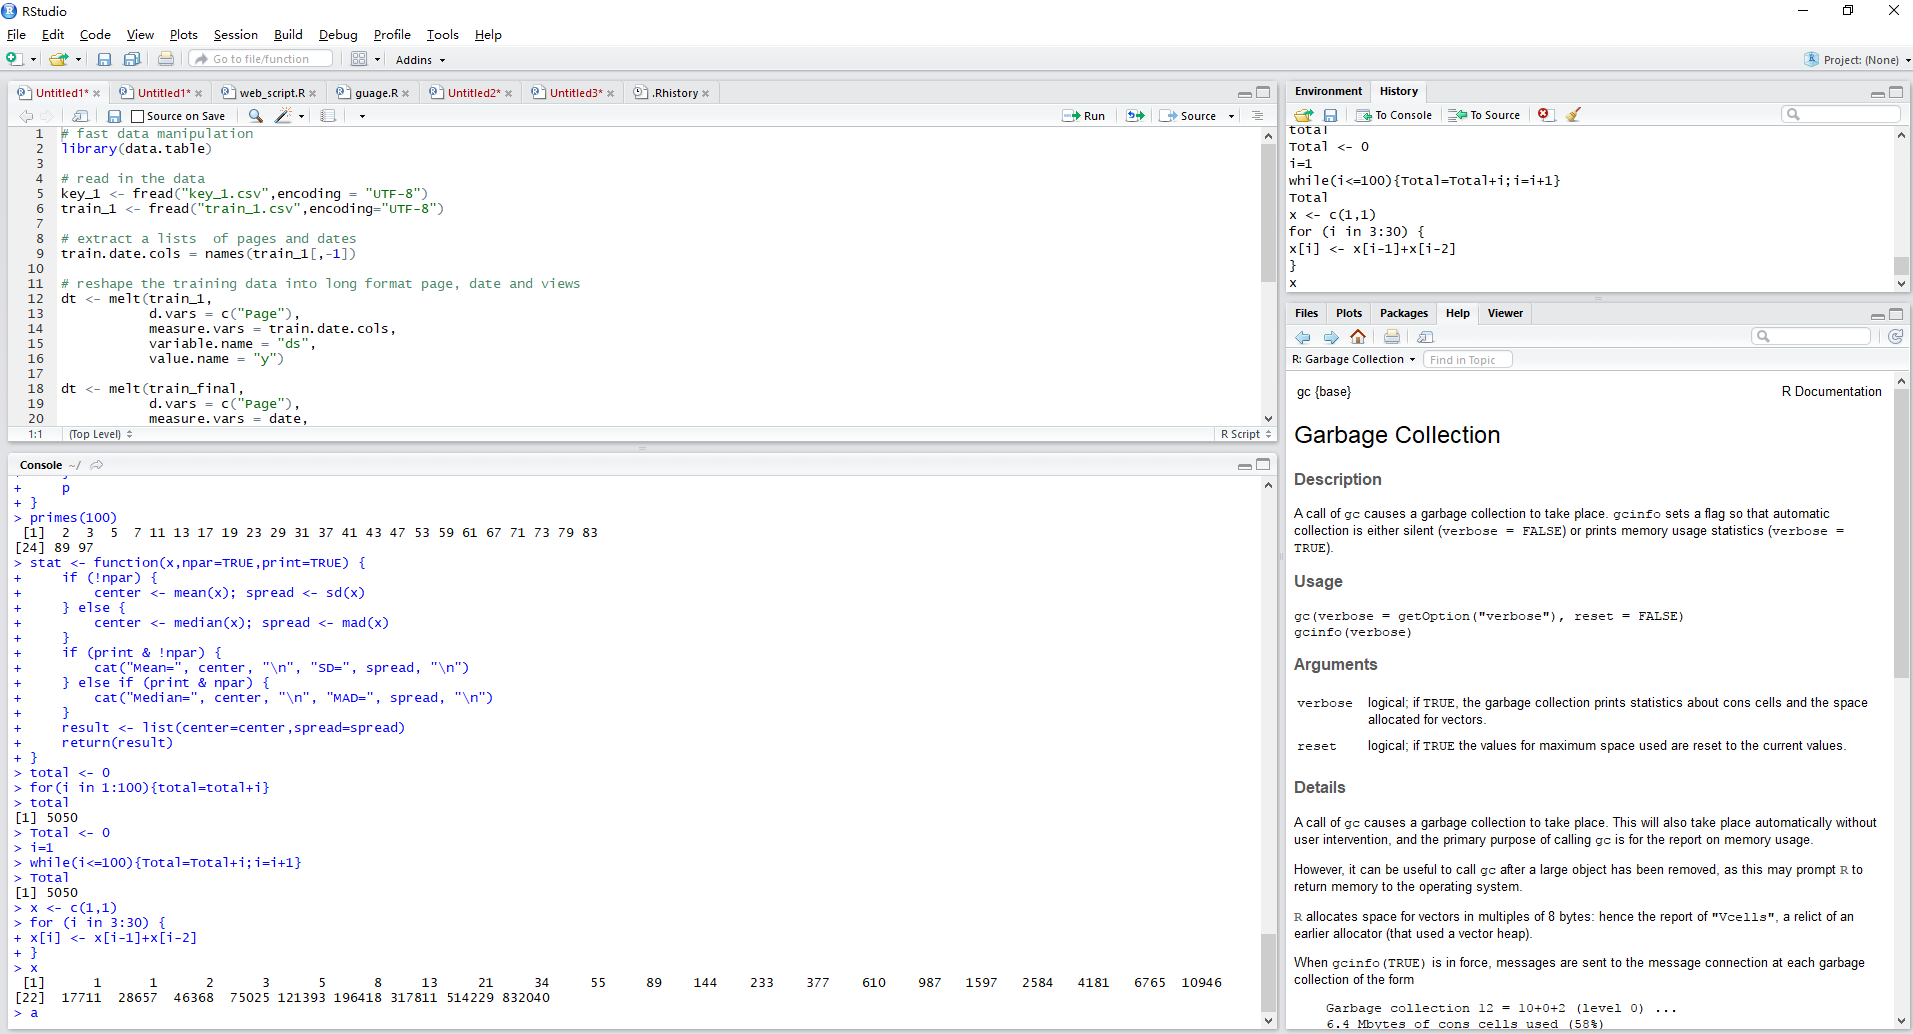 RStudio
File Edit Code View Plots Session Build Debug Profile Tools Help
Go to file/function Addins Project: (None)
Untitled1* Untitled1* web_script.R guage.R Untitled2* Untitled3* .Rhistory
Source on Save Run Source
1 # fast data manipulation
2 library(data.table)
3
4 # read in the data
5 key_1 <- fread("key_1.csv",encoding = "UTF-8")
6 train_1 <- fread("train_1.csv",encoding="UTF-8")
7
8 # extract a lists  of pages and dates
9 train.date.cols = names(train_1[,-1])
10
11 # reshape the training data into long format page, date and views
12 dt <- melt(train_1,
13            d.vars = c("Page"),
14            measure.vars = train.date.cols,
15            variable.name = "ds",
16            value.name = "y")
17
18 dt <- melt(train_final,
19            d.vars = c("Page"),
20            measure.vars = date,
1:1 (Top Level) R Script
Console ~/
+     p
+ }
> primes(100)
 [1]  2  3  5  7 11 13 17 19 23 29 31 37 41 43 47 53 59 61 67 71 73 79 83
[24] 89 97
> stat <- function(x,npar=TRUE,print=TRUE) {
+     if (!npar) {
+         center <- mean(x); spread <- sd(x)
+     } else {
+         center <- median(x); spread <- mad(x)
+     }
+     if (print & !npar) {
+         cat("Mean=", center, "\n", "SD=", spread, "\n")
+     } else if (print & npar) {
+         cat("Median=", center, "\n", "MAD=", spread, "\n")
+     }
+     result <- list(center=center,spread=spread)
+     return(result)
+ }
> total <- 0
> for(i in 1:100){total=total+i}
> total
[1] 5050
> Total <- 0
> i=1
> while(i<=100){Total=Total+i;i=i+1}
> Total
[1] 5050
> x <- c(1,1)
> for (i in 3:30) {
+ x[i] <- x[i-1]+x[i-2]
+ }
> x
 [1]      1      1      2      3      5      8     13     21     34     55     89    144    233    377    610    987   1597   2584   4181   6765  10946
[22]  17711  28657  46368  75025 121393 196418 317811 514229 832040
> a
Environment History
To Console To Source
total
Total <- 0
i=1
while(i<=100){Total=Total+i;i=i+1}
Total
x <- c(1,1)
for (i in 3:30) {
x[i] <- x[i-1]+x[i-2]
}
x
Files Plots Packages Help Viewer
R: Garbage Collection Find in Topic
gc {base} R Documentation
Garbage Collection
Description
A call of gc causes a garbage collection to take place. gcinfo sets a flag so that automatic
collection is either silent (verbose = FALSE) or prints memory usage statistics (verbose =
TRUE).
Usage
gc(verbose = getOption("verbose"), reset = FALSE)
gcinfo(verbose)
Arguments
verbose logical; if TRUE, the garbage collection prints statistics about cons cells and the space
allocated for vectors.
reset logical; if TRUE the values for maximum space used are reset to the current values.
Details
A call of gc causes a garbage collection to take place. This will also take place automatically without
user intervention, and the primary purpose of calling gc is for the report on memory usage.
However, it can be useful to call gc after a large object has been removed, as this may prompt R to
return memory to the operating system.
R allocates space for vectors in multiples of 8 bytes: hence the report of "Vcells", a relict of an
earlier allocator (that used a vector heap).
When gcinfo(TRUE) is in force, messages are sent to the message connection at each garbage
collection of the form
Garbage collection 12 = 10+0+2 (level 0) ...
6.4 Mbytes of cons cells used (58%)